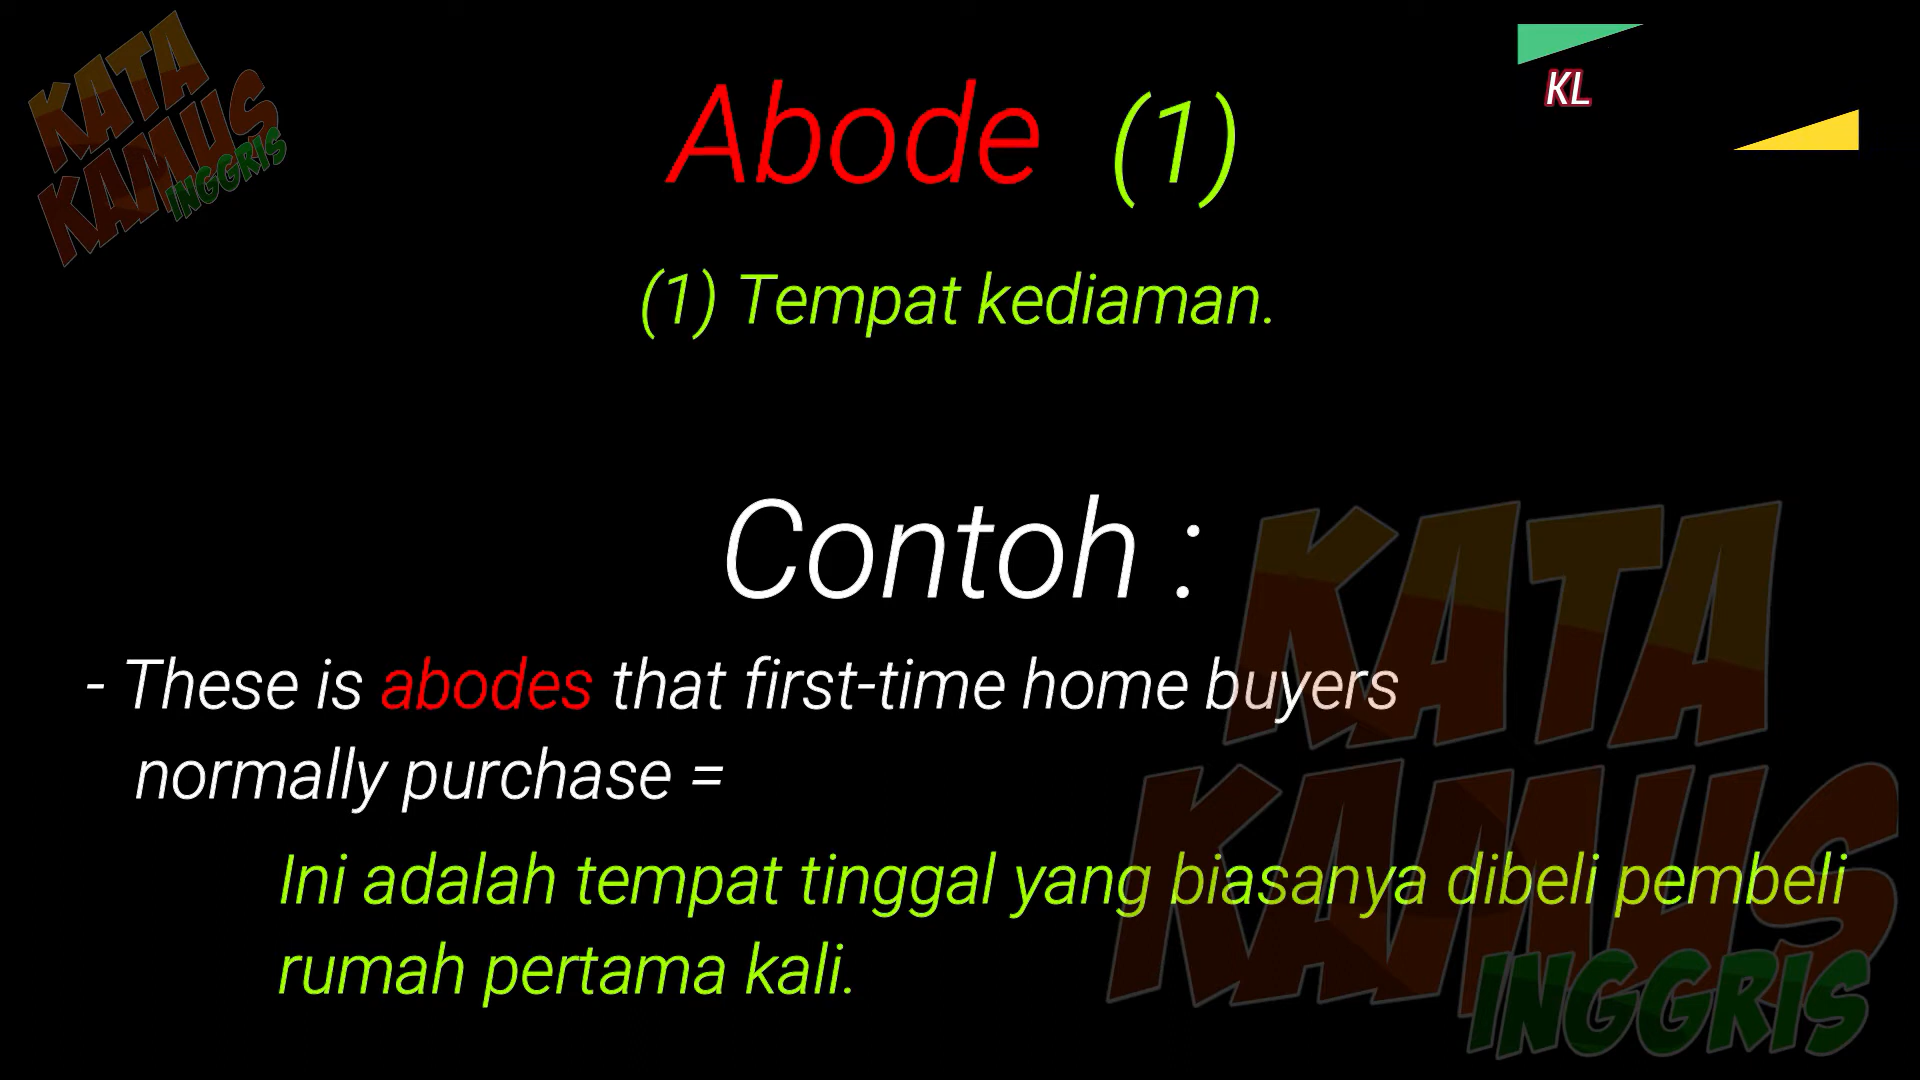 KATA
KAMUS
INGGRIS
KL
Abode (1)
(1) Tempat kediaman.
Contoh :
- These is abodes that first-time home buyers
normally purchase =
Ini adalah tempat tinggal yang biasanya dibeli pembeli
rumah pertama kali.
KATA
KAMUS
INGGRIS